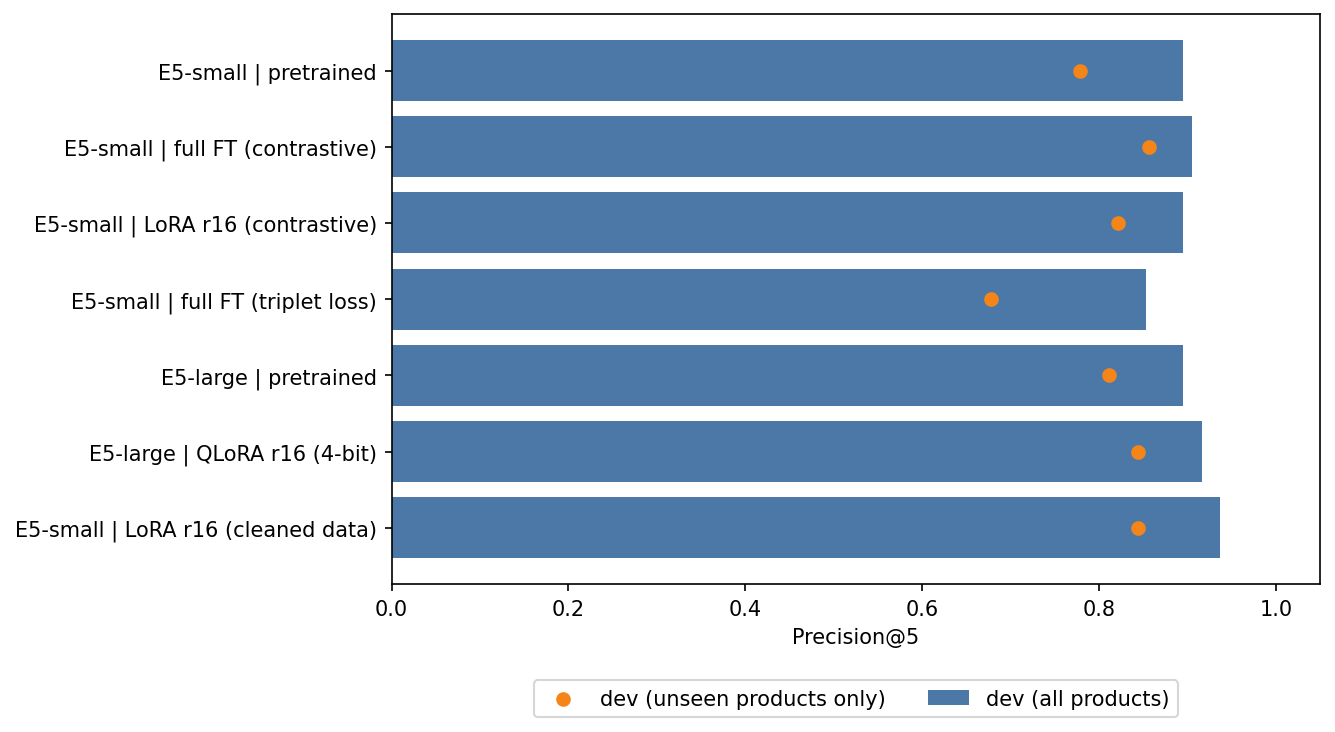 E5-small | pretrained
E5-small | full FT (contrastive)
E5-small | LoRA r16 (contrastive)
E5-small | full FT (triplet loss)
E5-large | pretrained
E5-large | QLoRA r16 (4-bit)
E5-small | LoRA r16 (cleaned data)
0.0 0.2 0.4 0.6 0.8 1.0
Precision@5
dev (unseen products only) dev (all products)